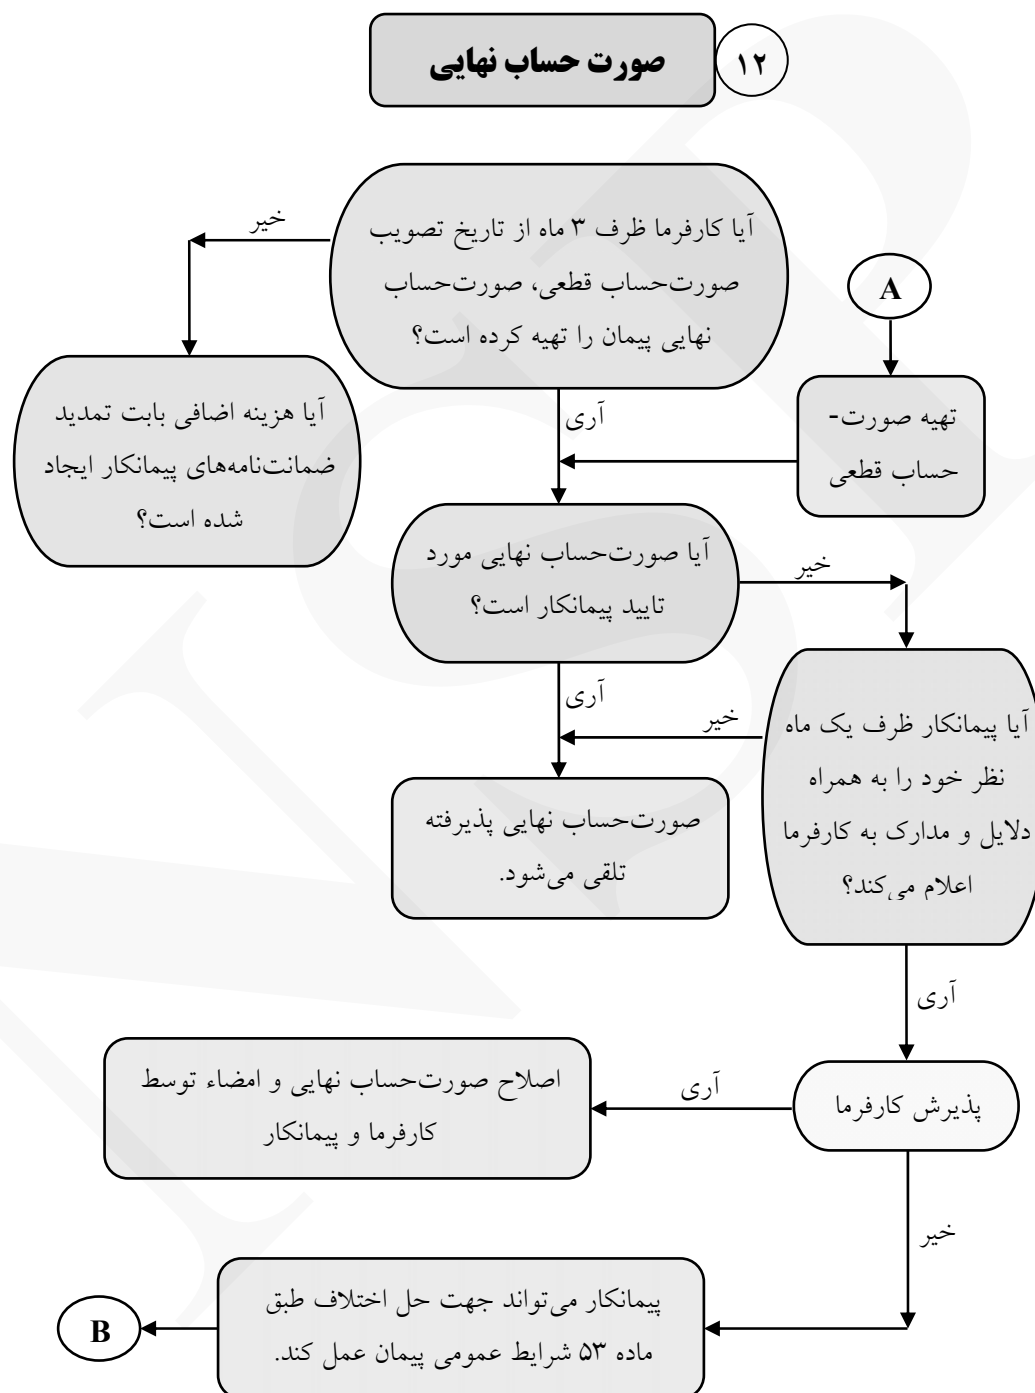 ۱۲
صورت حساب نهایی
آیا کارفرما ظرف ۳ ماه از تاریخ تصویب
صورت‌حساب قطعی، صورت‌حساب
نهایی پیمان را تهیه کرده است؟
خیر
آری
A
تهیه صورت-
حساب قطعی
آیا هزینه اضافی بابت تمدید
ضمانت‌نامه‌های پیمانکار ایجاد
شده است؟
آیا صورت‌حساب نهایی مورد
تایید پیمانکار است؟
خیر
آری
آیا پیمانکار ظرف یک ماه
نظر خود را به همراه
دلایل و مدارک به کارفرما
اعلام می‌کند؟
خیر
آری
صورت‌حساب نهایی پذیرفته
تلقی می‌شود.
پذیرش کارفرما
آری
خیر
اصلاح صورت‌حساب نهایی و امضاء توسط
کارفرما و پیمانکار
پیمانکار می‌تواند جهت حل اختلاف طبق
ماده ۵۳ شرایط عمومی پیمان عمل کند.
B